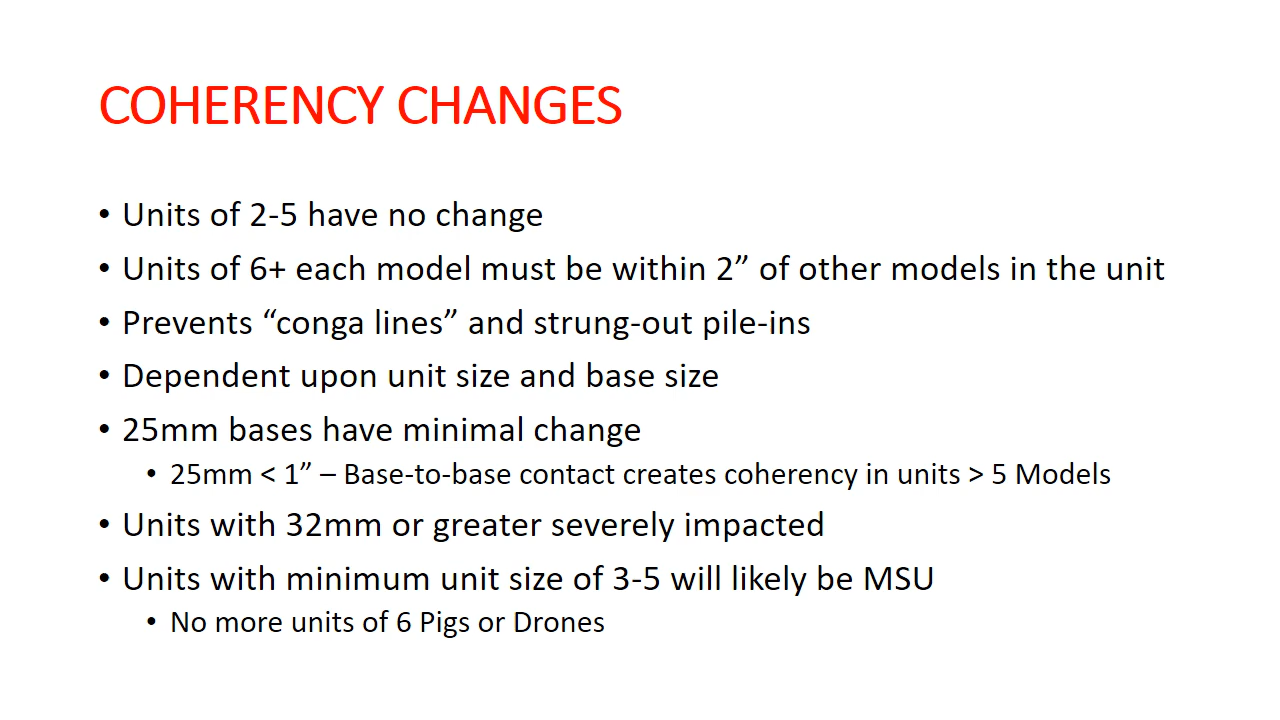 COHERENCY CHANGES
• Units of 2-5 have no change
• Units of 6+ each model must be within 2” of other models in the unit
• Prevents “conga lines” and strung-out pile-ins
• Dependent upon unit size and base size
• 25mm bases have minimal change
• 25mm < 1” – Base-to-base contact creates coherency in units > 5 Models
• Units with 32mm or greater severely impacted
• Units with minimum unit size of 3-5 will likely be MSU
• No more units of 6 Pigs or Drones